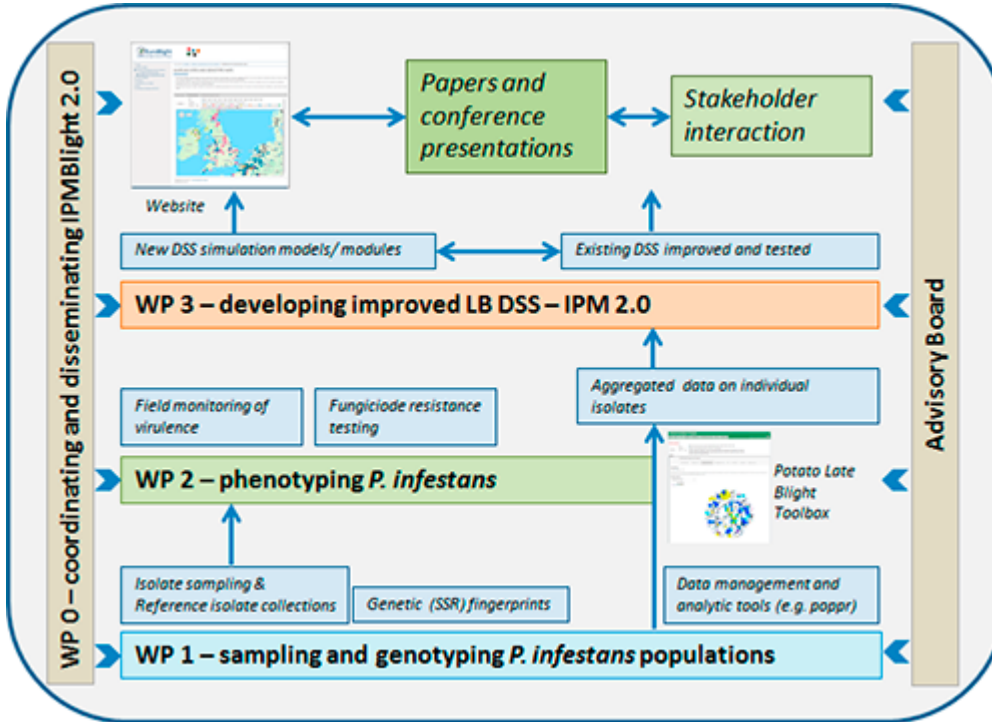 WP 0 – coordinating and disseminating IPMBlight 2.0
Papers and
conference
presentations
Stakeholder
interaction
Website
New DSS simulation models/ modules
Existing DSS improved and tested
WP 3 – developing improved LB DSS – IPM 2.0
Aggregated data on individual
isolates
Field monitoring of
virulence
Fungiciode resistance
testing
WP 2 – phenotyping P. infestans
Potato Late
Blight
Toolbox
Isolate sampling &
Reference isolate collections
Genetic (SSR) fingerprints
Data management and
analytic tools (e.g. poppr)
WP 1 – sampling and genotyping P. infestans populations
Advisory Board